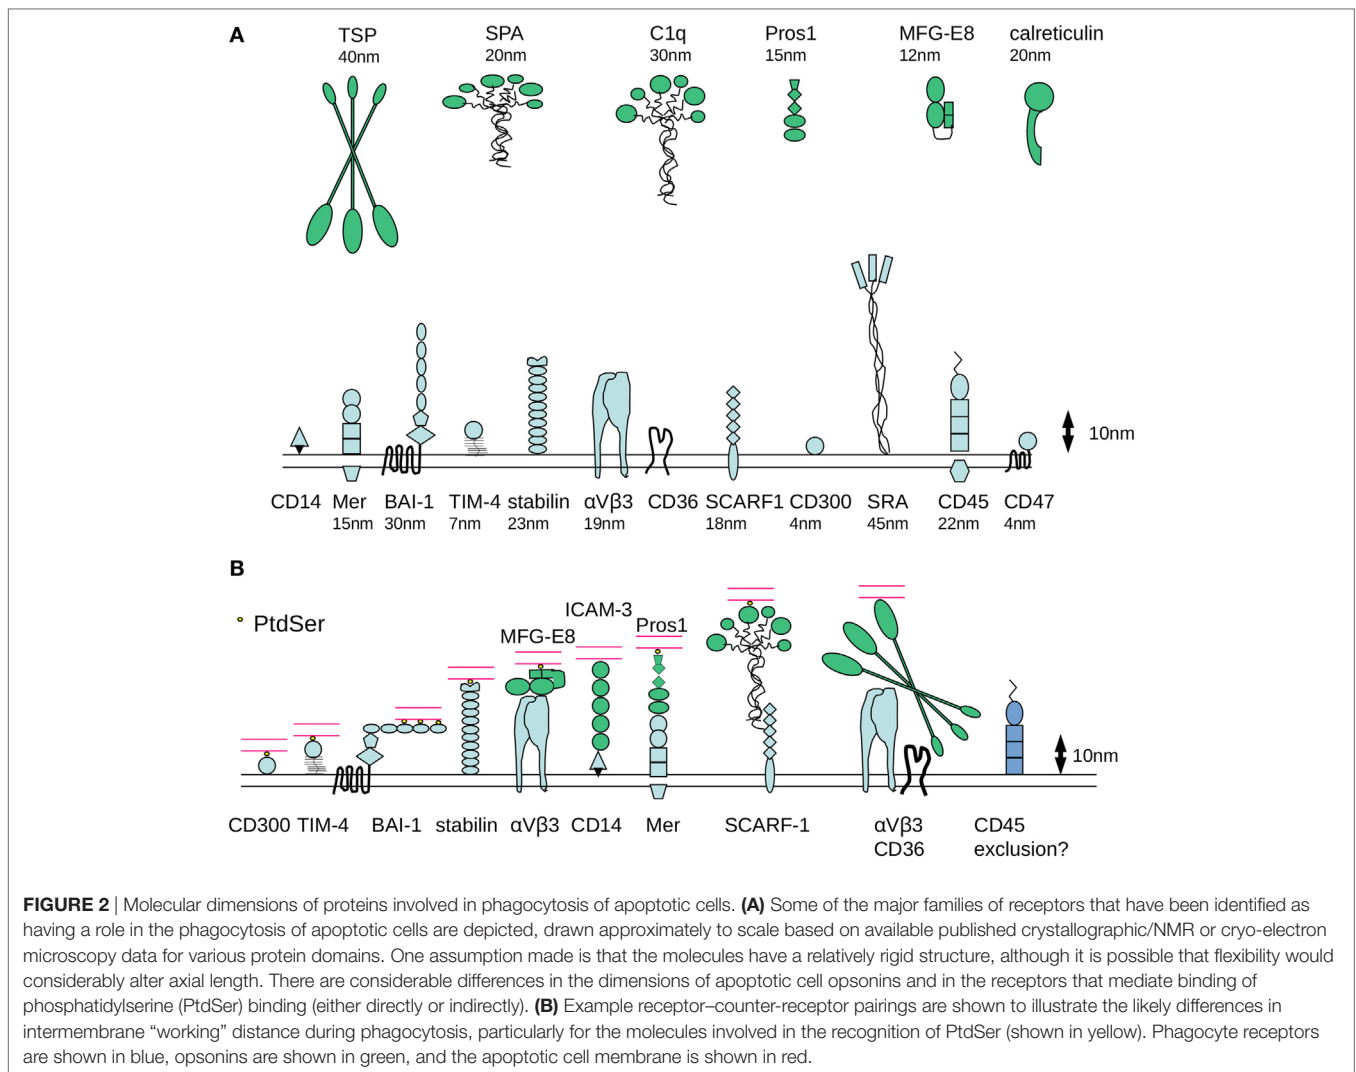 A
TSP
40nm
SPA
20nm
C1q
30nm
Pros1
15nm
MFG-E8
12nm
calreticulin
20nm
10nm
CD14
Mer
15nm
BAI-1
30nm
TIM-4
7nm
stabilin
23nm
αVβ3
19nm
CD36
SCARF1
18nm
CD300
4nm
SRA
45nm
CD45
22nm
CD47
4nm
B
PtdSer
MFG-E8
ICAM-3
Pros1
10nm
CD300
TIM-4
BAI-1
stabilin
αVβ3
CD14
Mer
SCARF-1
αVβ3
CD36
CD45
exclusion?
FIGURE 2 | Molecular dimensions of proteins involved in phagocytosis of apoptotic cells. (A) Some of the major families of receptors that have been identified as
having a role in the phagocytosis of apoptotic cells are depicted, drawn approximately to scale based on available published crystallographic/NMR or cryo-electron
microscopy data for various protein domains. One assumption made is that the molecules have a relatively rigid structure, although it is possible that flexibility would
considerably alter axial length. There are considerable differences in the dimensions of apoptotic cell opsonins and in the receptors that mediate binding of
phosphatidylserine (PtdSer) binding (either directly or indirectly). (B) Example receptor–counter-receptor pairings are shown to illustrate the likely differences in
intermembrane “working” distance during phagocytosis, particularly for the molecules involved in the recognition of PtdSer (shown in yellow). Phagocyte receptors
are shown in blue, opsonins are shown in green, and the apoptotic cell membrane is shown in red.